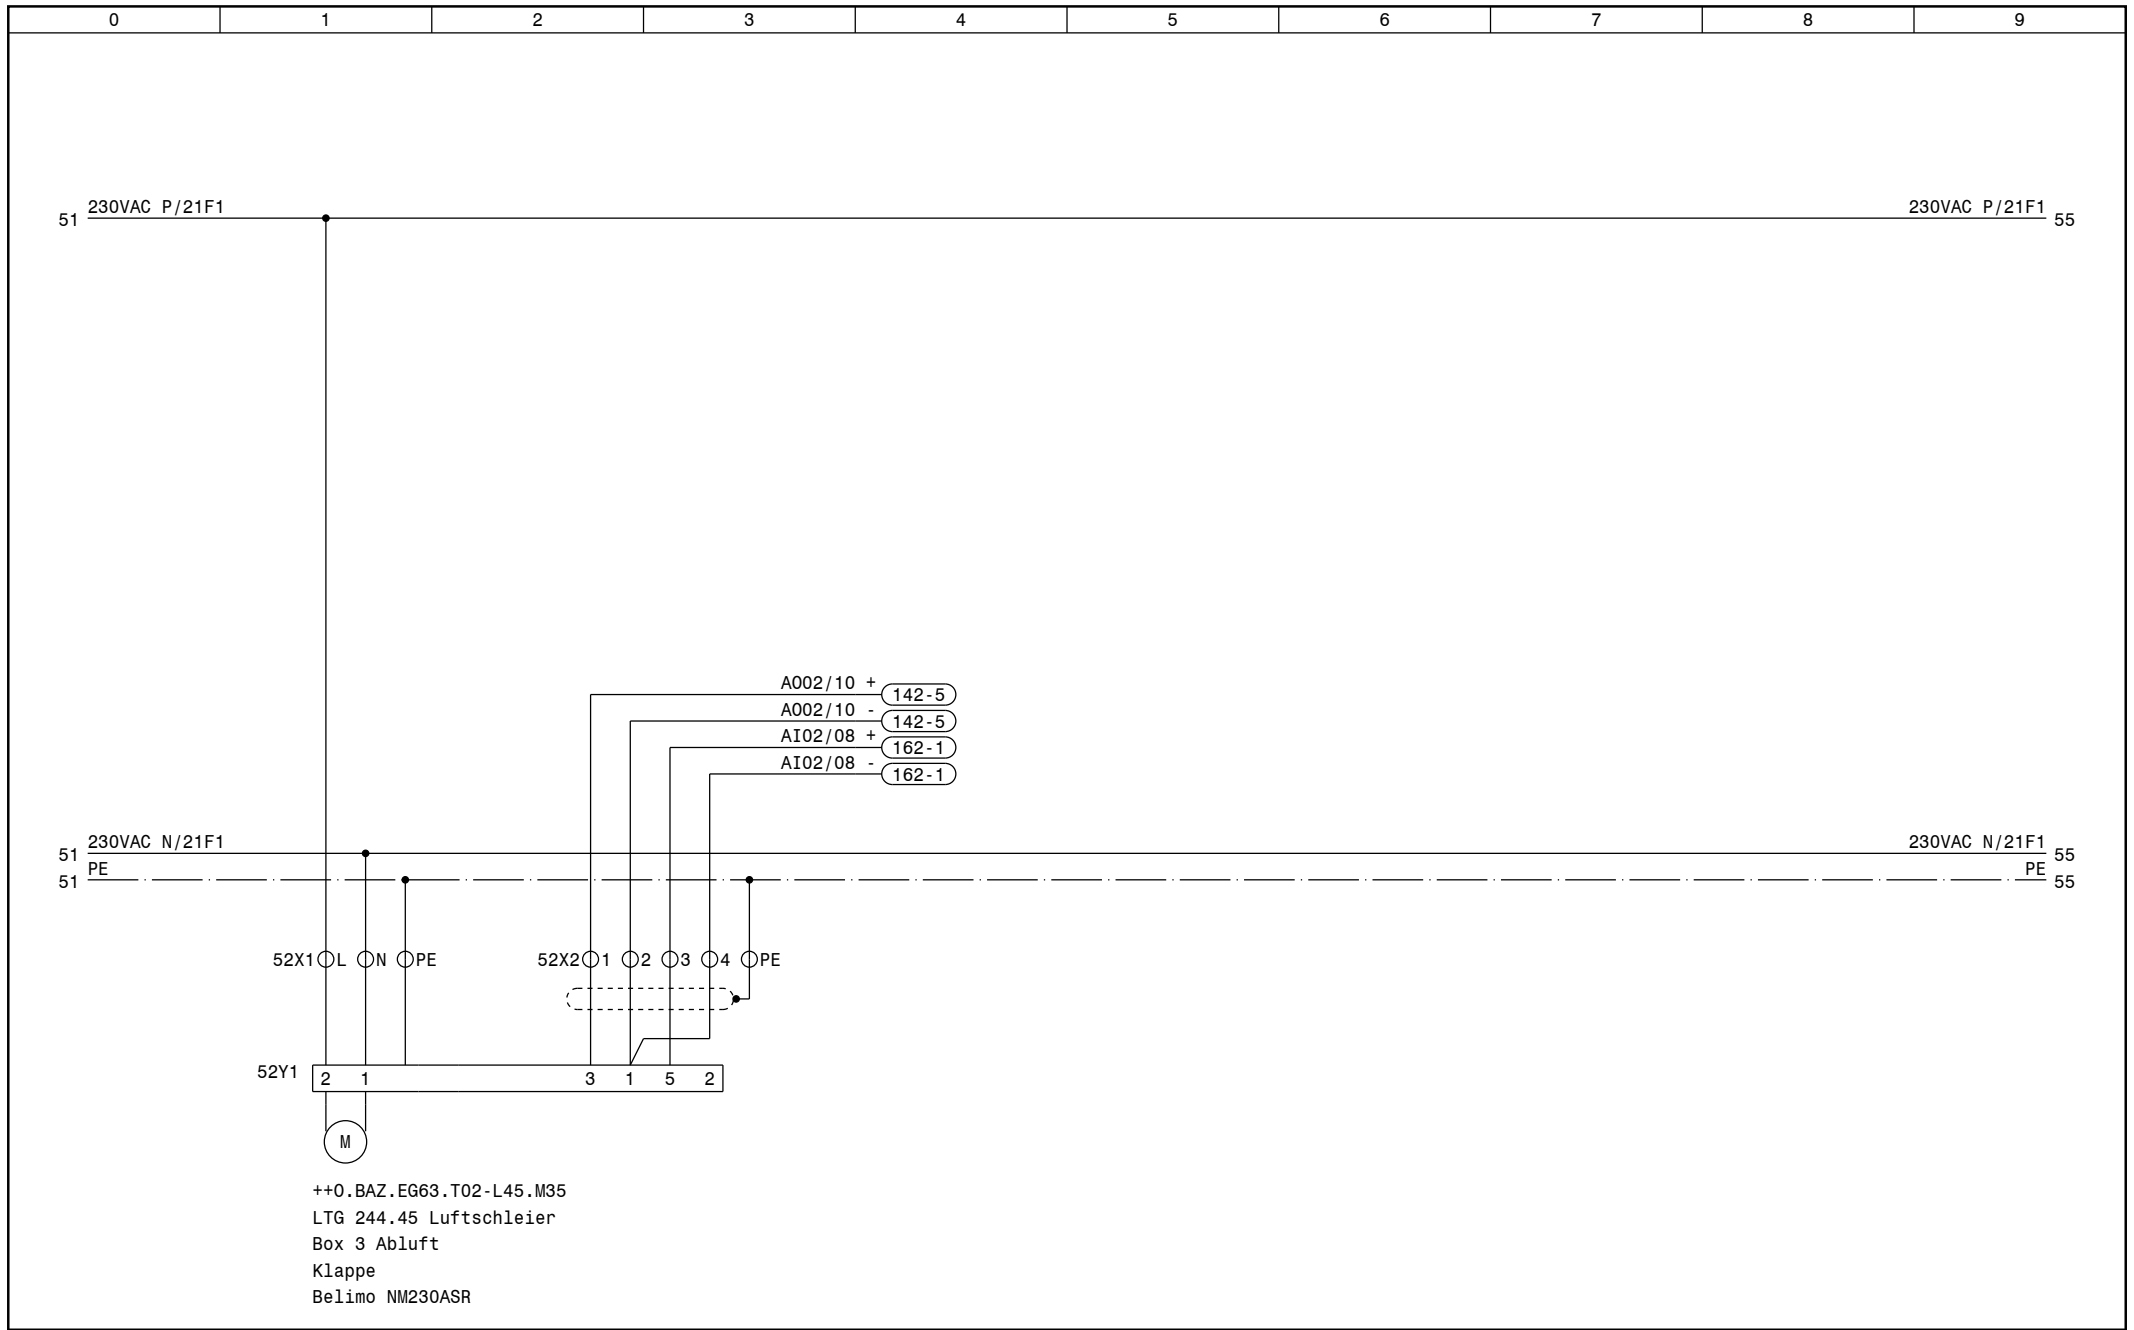 0 1 2 3 4 5 6 7 8 9
230VAC P/21F1 230VAC P/21F1
51 55
AO02/10 +
142-5
AO02/10 -
142-5
AI02/08 +
162-1
AI02/08 -
162-1
230VAC N/21F1 230VAC N/21F1
51 55
PE PE
51 55
52X1 L N PE 52X2 1 2 3 4 PE
52Y1 2 1 3 1 5 2
M
++O.BAZ.EG63.T02-L45.M35
LTG 244.45 Luftschleier
Box 3 Abluft
Klappe
Belimo NM230ASR